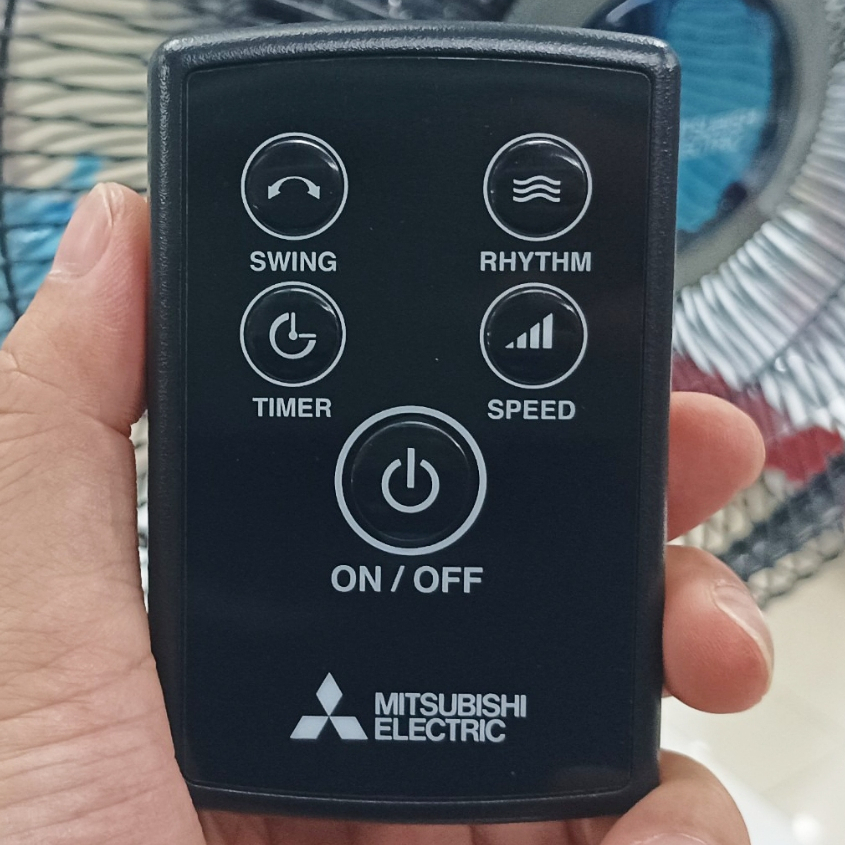 SWING
RHYTHM
TIMER
SPEED
ON / OFF
MITSUBISHI
ELECTRIC